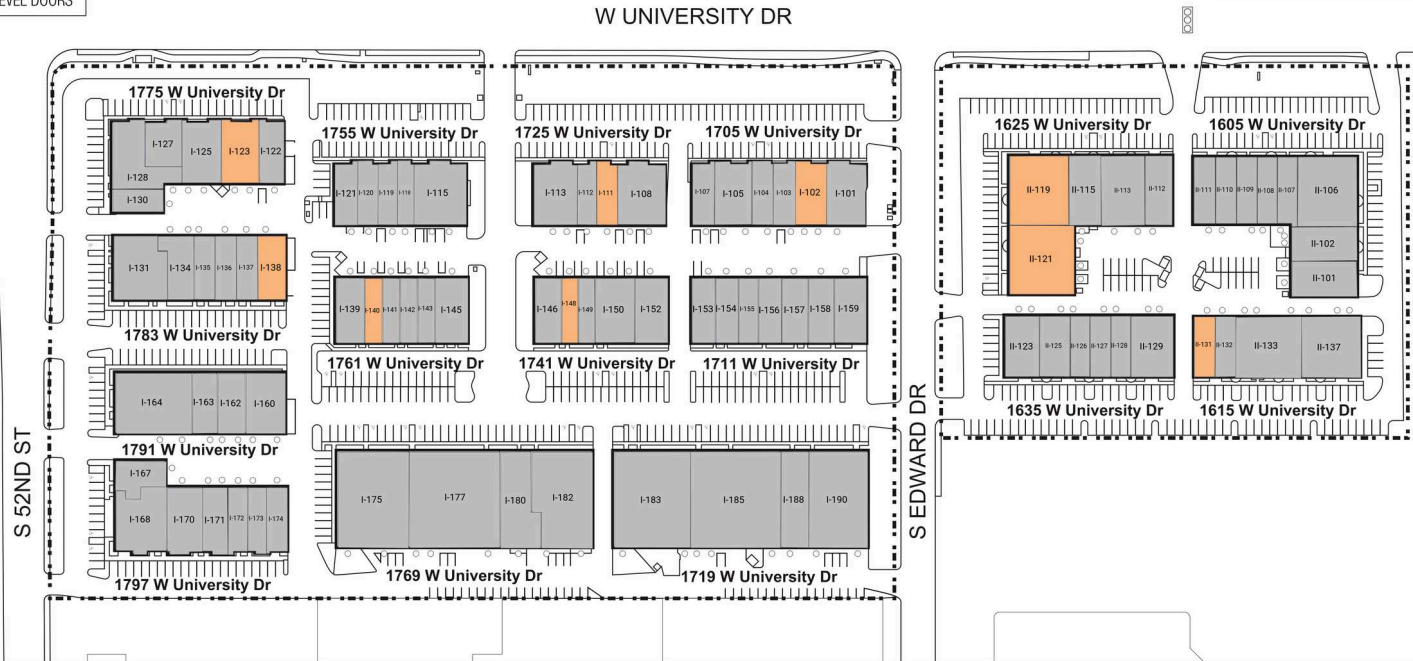 LEVEL DOORS
W UNIVERSITY DR
1775 W University Dr
I-127
I-125
I-123
I-122
I-128
I-130
1755 W University Dr
I-121
I-120
I-119
I-118
I-115
1725 W University Dr
I-113
I-112
I-111
I-108
1705 W University Dr
I-107
I-105
I-104
I-103
I-102
I-101
1625 W University Dr
II-119
II-115
II-113
II-112
II-121
1605 W University Dr
II-111
II-110
II-109
II-108
II-107
II-106
II-102
II-101
I-131
I-134
I-135
I-136
I-137
I-138
1783 W University Dr
I-139
I-140
I-141
I-142
I-143
I-145
1761 W University Dr
I-146
I-148
I-149
I-150
I-152
1741 W University Dr
I-153
I-154
I-155
I-156
I-157
I-158
I-159
1711 W University Dr
II-123
II-125
II-126
II-127
II-128
II-129
1635 W University Dr
II-131
II-132
II-133
II-137
1615 W University Dr
I-164
I-163
I-162
I-160
1791 W University Dr
S 52ND ST
S EDWARD DR
I-167
I-168
I-170
I-171
I-172
I-173
I-174
1797 W University Dr
I-175
I-177
I-180
I-182
1769 W University Dr
I-183
I-185
I-188
I-190
1719 W University Dr